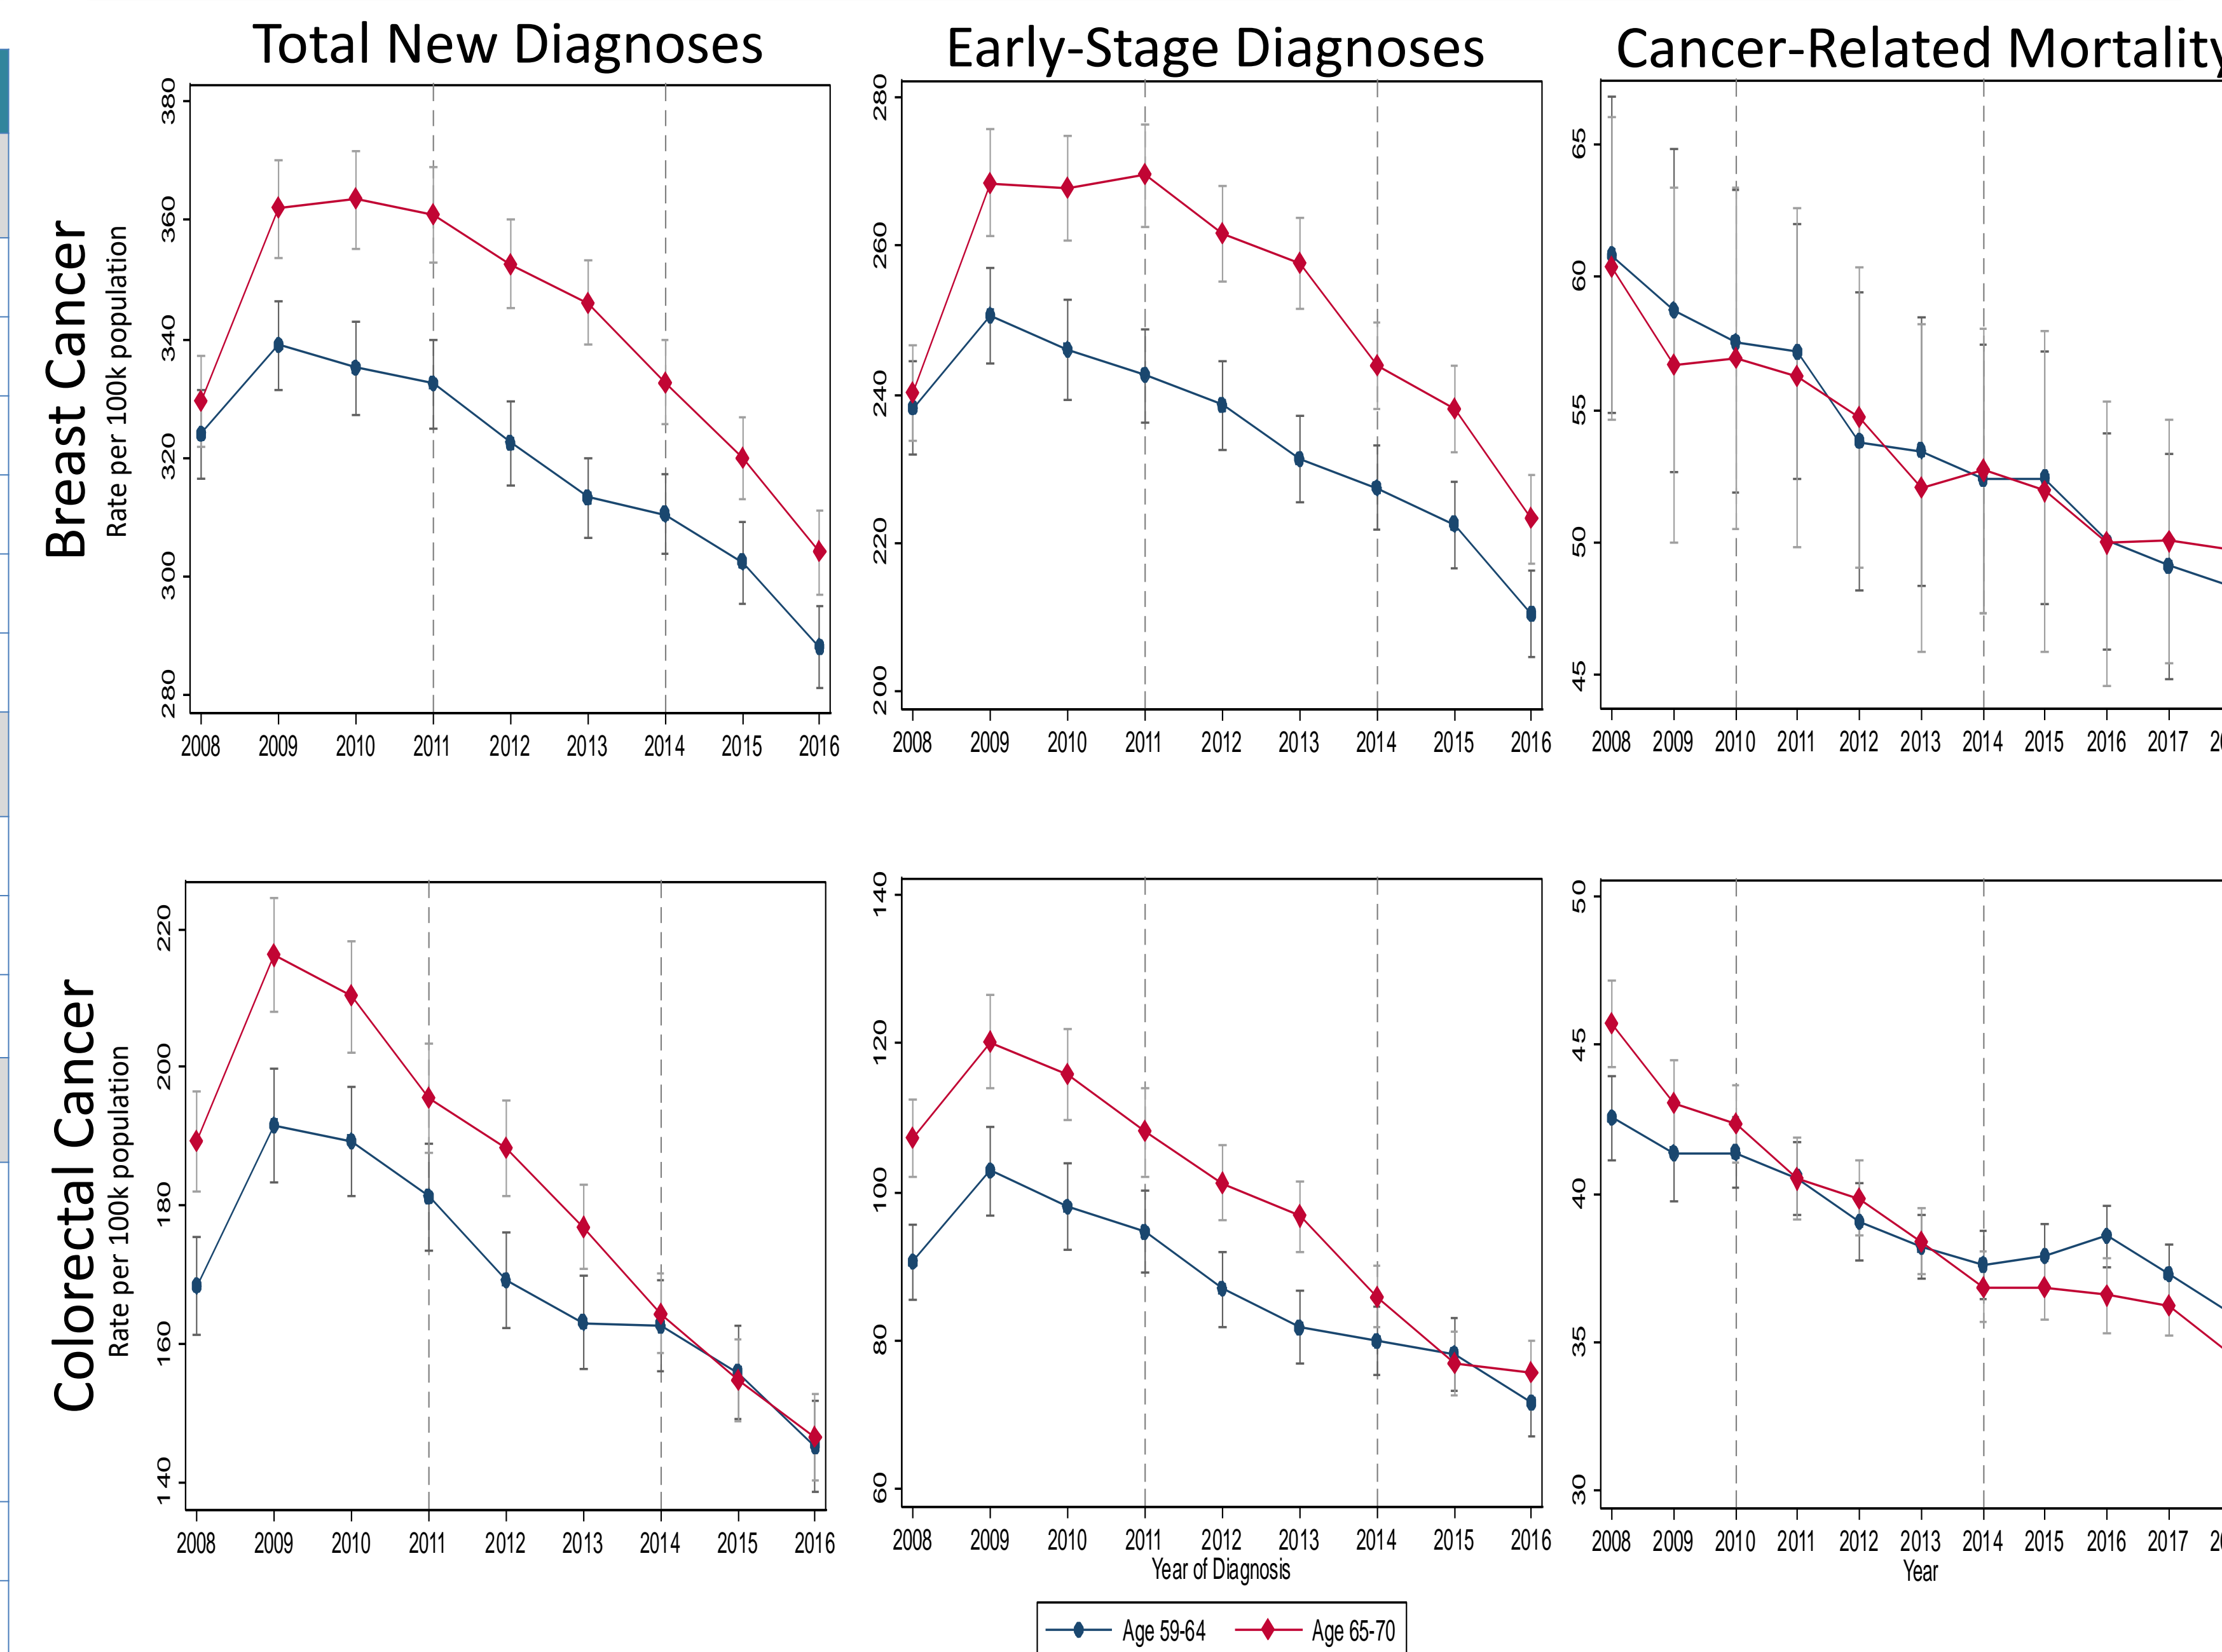 Total New Diagnoses
Early-Stage Diagnoses
Cancer-Related Mortality
Breast Cancer
Rate per 100k population
380
360
340
320
300
280
2008 2009 2010 2011 2012 2013 2014 2015 2016
280
260
240
220
200
2008 2009 2010 2011 2012 2013 2014 2015 2016
65
60
55
50
45
2008 2009 2010 2011 2012 2013 2014 2015 2016 2017
Colorectal Cancer
Rate per 100k population
220
200
180
160
140
2008 2009 2010 2011 2012 2013 2014 2015 2016
140
120
100
80
60
2008 2009 2010 2011 2012 2013 2014 2015 2016
Year of Diagnosis
50
45
40
35
30
2008 2009 2010 2011 2012 2013 2014 2015 2016 2017
Year
Age 59-64 Age 65-70